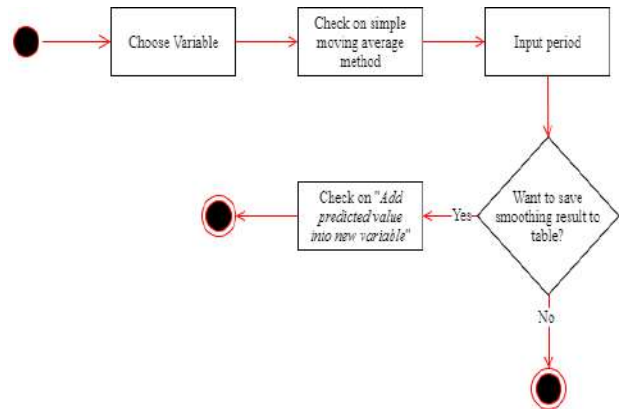 Choose Variable
Check on simple
moving average
method
Input period
Want to save
smoothing result to
table?
Yes
Check on "Add
predicted value
into new variable"
No